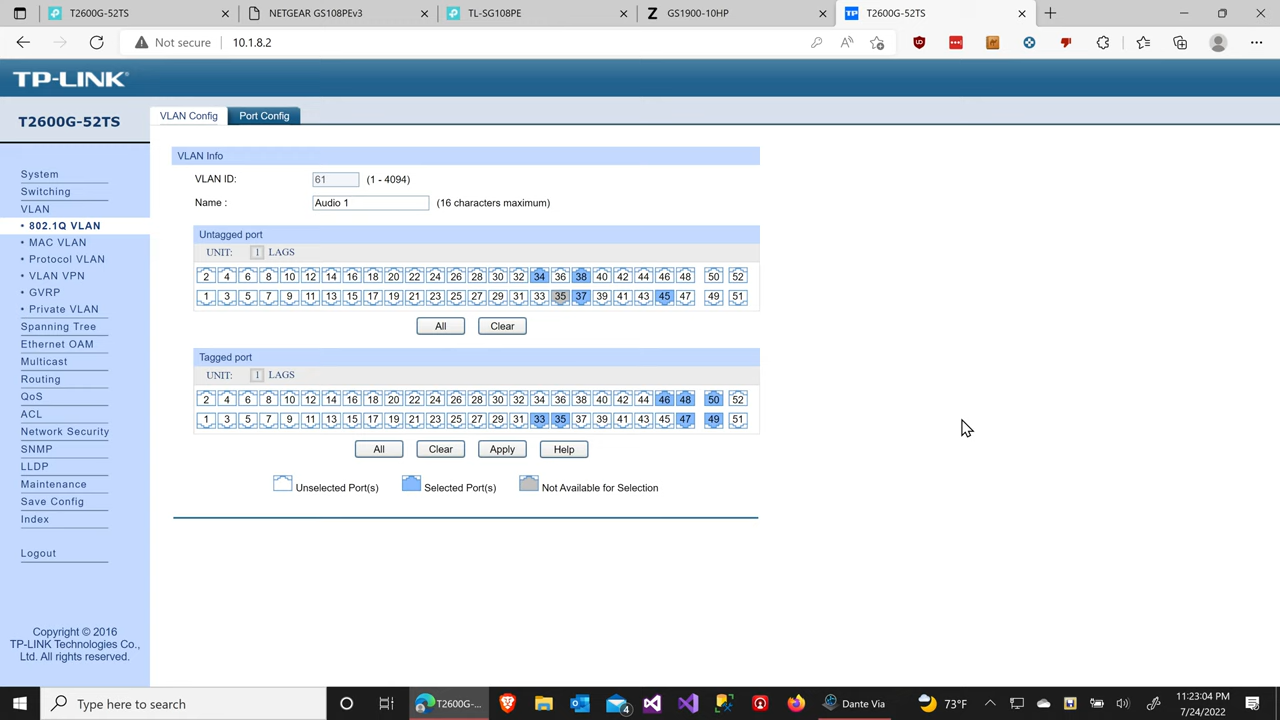 T2600G-52TS
NETGEAR GS108PEv3
TL-SG108PE
Z GS1900-10HP
TP T2600G-52TS
Not secure 10.1.8.2
TP-LINK
T2600G-52TS
VLAN Config Port Config
System
Switching
VLAN
• 802.1Q VLAN
• MAC VLAN
• Protocol VLAN
• VLAN VPN
• GVRP
• Private VLAN
Spanning Tree
Ethernet OAM
Multicast
Routing
QoS
ACL
Network Security
SNMP
LLDP
Maintenance
Save Config
Index
Logout
Copyright © 2016
TP-LINK Technologies Co.,
Ltd. All rights reserved.
VLAN Info
VLAN ID: 61 (1 - 4094)
Name : Audio 1 (16 characters maximum)
Untagged port
UNIT: 1 LAGS
2 4 6 8 10 12 14 16 18 20 22 24 26 28 30 32 34 36 38 40 42 44 46 48 50 52
1 3 5 7 9 11 13 15 17 19 21 23 25 27 29 31 33 35 37 39 41 43 45 47 49 51
All Clear
Tagged port
UNIT: 1 LAGS
2 4 6 8 10 12 14 16 18 20 22 24 26 28 30 32 34 36 38 40 42 44 46 48 50 52
1 3 5 7 9 11 13 15 17 19 21 23 25 27 29 31 33 35 37 39 41 43 45 47 49 51
All Clear Apply Help
Unselected Port(s) Selected Port(s) Not Available for Selection
Type here to search
T2600G-...
4
Dante Via
73°F
11:23:04 PM
7/24/2022